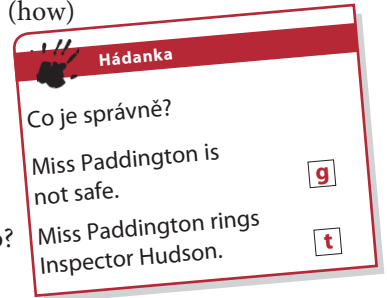 (how)
Hádanka
Co je správně?
Miss Paddington is
not safe.
g
?
Miss Paddington rings
Inspector Hudson.
t